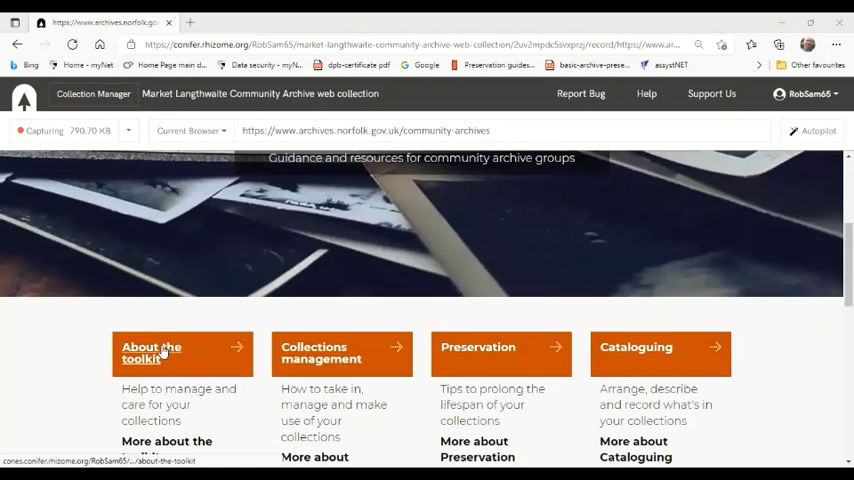 https://www.archives.norfolk.gov
https://conifer.rhizome.org/RobSam65/market-langthwaite-community-archive-web-collection/2uv2mpdc5svxprzj/record/https://www.ar...
Bing Home - myNet Home Page main d... Data security - myN... dpb-certificate pdf Google Preservation guides... basic-archive-prese... assystNET Other favourites
Collection Manager Market Langthwaite Community Archive web collection Report Bug Help Support Us RobSam65
Capturing 790.70 KB Current Browser https://www.archives.norfolk.gov.uk/community-archives Autopilot
Guidance and resources for community archive groups
About the
toolkit
Collections
management
Preservation
Cataloguing
Help to manage and
care for your
collections
How to take in,
manage and make
use of your
collections
Tips to prolong the
lifespan of your
collections
Arrange, describe
and record what's in
your collections
More about the
More about
More about
Preservation
More about
Cataloguing
cones.conifer.rhizome.org/RobSam65/.../about-the-toolkit